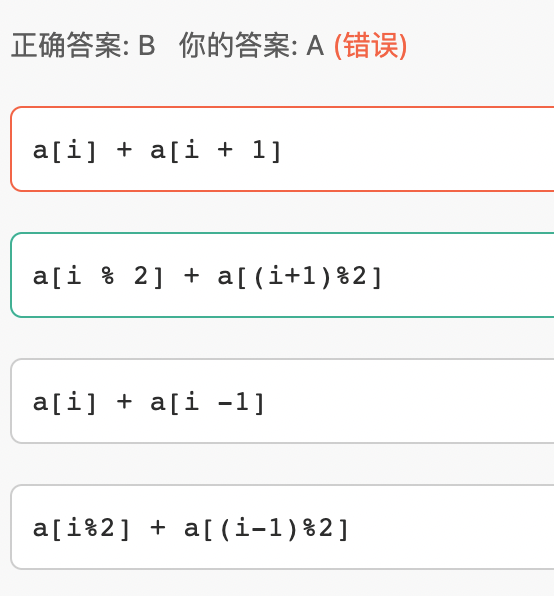 正确答案: B 你的答案: A (错误)
a[i] + a[i + 1]
a[i % 2] + a[(i+1)%2]
a[i] + a[i -1]
a[i%2] + a[(i-1)%2]